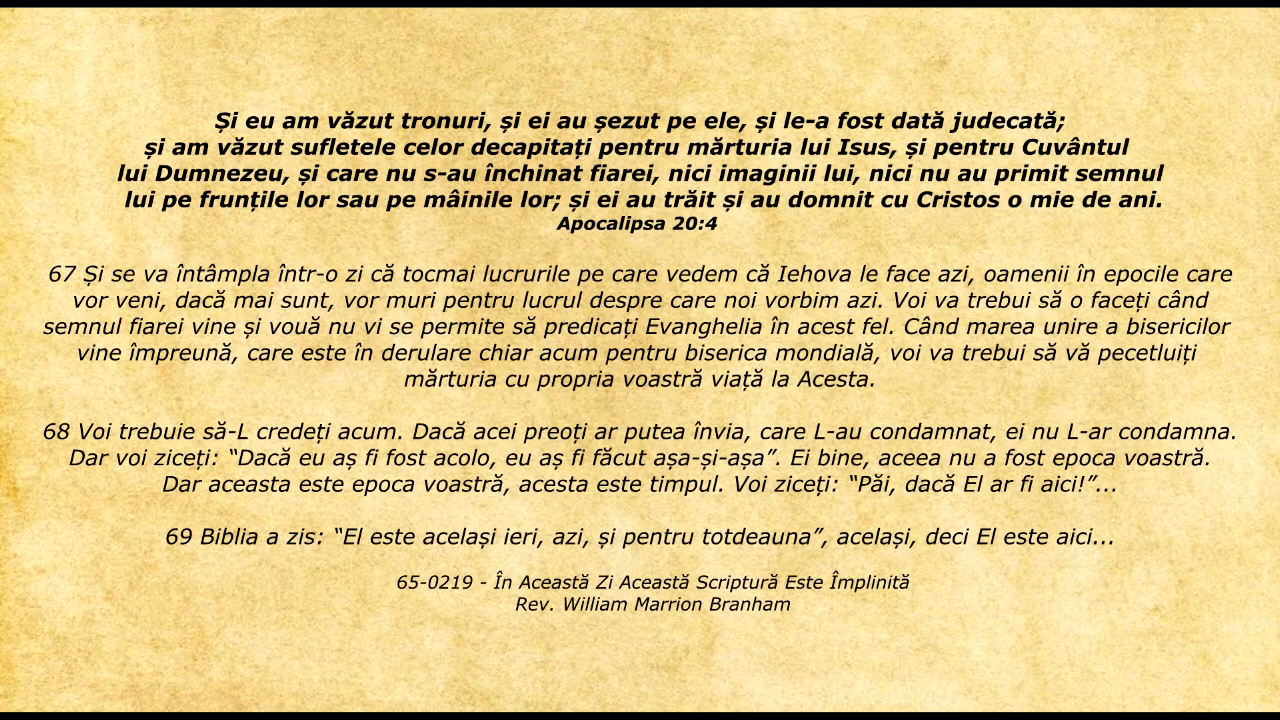 Și eu am văzut tronuri, și ei au șezut pe ele, și le-a fost dată judecată;
și am văzut sufletele celor decapitați pentru mărturia lui Isus, și pentru Cuvântul
lui Dumnezeu, și care nu s-au închinat fiarei, nici imaginii lui, nici nu au primit semnul
lui pe frunțile lor sau pe mâinile lor; și ei au trăit și au domnit cu Cristos o mie de ani.
Apocalipsa 20:4
67 Și se va întâmpla într-o zi că tocmai lucrurile pe care vedem că Iehova le face azi, oamenii în epocile care
vor veni, dacă mai sunt, vor muri pentru lucrul despre care noi vorbim azi. Voi va trebui să o faceți când
semnul fiarei vine și vouă nu vi se permite să predicați Evanghelia în acest fel. Când marea unire a bisericilor
vine împreună, care este în derulare chiar acum pentru biserica mondială, voi va trebui să vă pecetluiți
mărturia cu propria voastră viață la Acesta.
68 Voi trebuie să-L credeți acum. Dacă acei preoți ar putea învia, care L-au condamnat, ei nu L-ar condamna.
Dar voi ziceți: “Dacă eu aș fi fost acolo, eu aș fi făcut așa-și-așa”. Ei bine, aceea nu a fost epoca voastră.
Dar aceasta este epoca voastră, acesta este timpul. Voi ziceți: “Păi, dacă El ar fi aici!”...
69 Biblia a zis: “El este același ieri, azi, și pentru totdeauna”, același, deci El este aici...
65-0219 - În Această Zi Această Scriptură Este Împlinită
Rev. William Marrion Branham